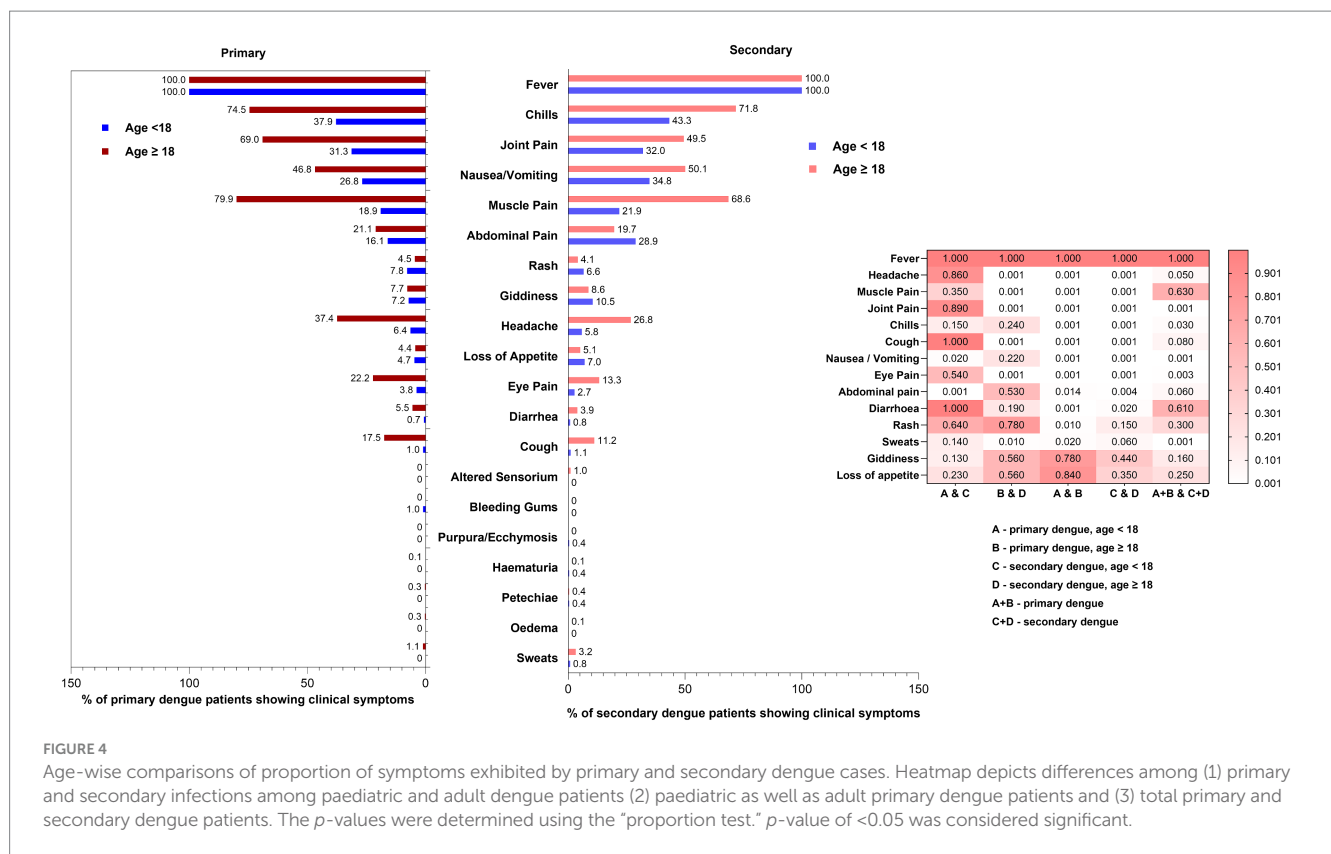 Primary
Secondary
100.0
100.0
Fever
100.0
100.0
74.5
37.9
Chills
71.8
43.3
Age <18
Age ≥ 18
69.0
31.3
Joint Pain
49.5
32.0
Age < 18
Age ≥ 18
46.8
26.8
Nausea/Vomiting
50.1
34.8
79.9
18.9
Muscle Pain
68.6
21.9
21.1
16.1
Abdominal Pain
19.7
28.9
4.5
7.8
Rash
4.1
6.6
7.7
7.2
Giddiness
8.6
10.5
37.4
6.4
Headache
26.8
5.8
4.4
4.7
Loss of Appetite
5.1
7.0
22.2
3.8
Eye Pain
13.3
2.7
5.5
0.7
Diarrhea
3.9
0.8
17.5
1.0
Cough
11.2
1.1
0
0
Altered Sensorium
1.0
0
0
1.0
Bleeding Gums
0
0
0
0
Purpura/Ecchymosis
0
0.4
0.1
0
Haematuria
0.1
0.4
0.3
0
Petechiae
0.4
0.4
0.3
0
Oedema
0.1
0
1.1
0
Sweats
3.2
0.8
150 100 50 0
% of primary dengue patients showing clinical symptoms
0 50 100 150
% of secondary dengue patients showing clinical symptoms
Fever 1.000 1.000 1.000 1.000 1.000
Headache 0.860 0.001 0.001 0.001 0.050
Muscle Pain 0.350 0.001 0.001 0.001 0.630
Joint Pain 0.890 0.001 0.001 0.001 0.001
Chills 0.150 0.240 0.001 0.001 0.030
Cough 1.000 0.001 0.001 0.001 0.080
Nausea / Vomiting 0.020 0.220 0.001 0.001 0.001
Eye Pain 0.540 0.001 0.001 0.001 0.003
Abdominal pain 0.001 0.530 0.014 0.004 0.060
Diarrhoea 1.000 0.190 0.001 0.020 0.610
Rash 0.640 0.780 0.010 0.150 0.300
Sweats 0.140 0.010 0.020 0.060 0.001
Giddiness 0.130 0.560 0.780 0.440 0.160
Loss of appetite 0.230 0.560 0.840 0.350 0.250
A & C B & D A & B C & D A+B & C+D
0.901
0.801
0.701
0.601
0.501
0.401
0.301
0.201
0.101
0.001
A - primary dengue, age < 18
B - primary dengue, age ≥ 18
C - secondary dengue, age < 18
D - secondary dengue, age ≥ 18
A+B - primary dengue
C+D - secondary dengue
FIGURE 4
Age-wise comparisons of proportion of symptoms exhibited by primary and secondary dengue cases. Heatmap depicts differences among (1) primary
and secondary infections among paediatric and adult dengue patients (2) paediatric as well as adult primary dengue patients and (3) total primary and
secondary dengue patients. The p-values were determined using the “proportion test.” p-value of <0.05 was considered significant.